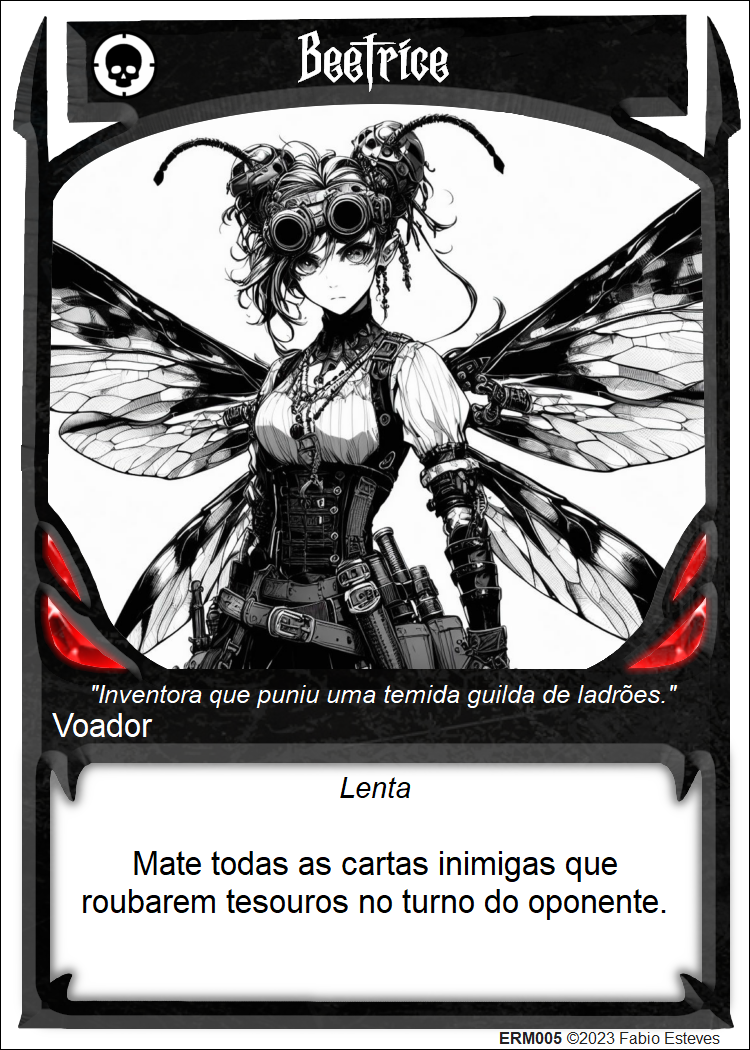 Beetrice
"Inventora que puniu uma temida guilda de ladrões."
Voador
Lenta
Mate todas as cartas inimigas que
roubarem tesouros no turno do oponente.
ERM005 ©2023 Fabio Esteves